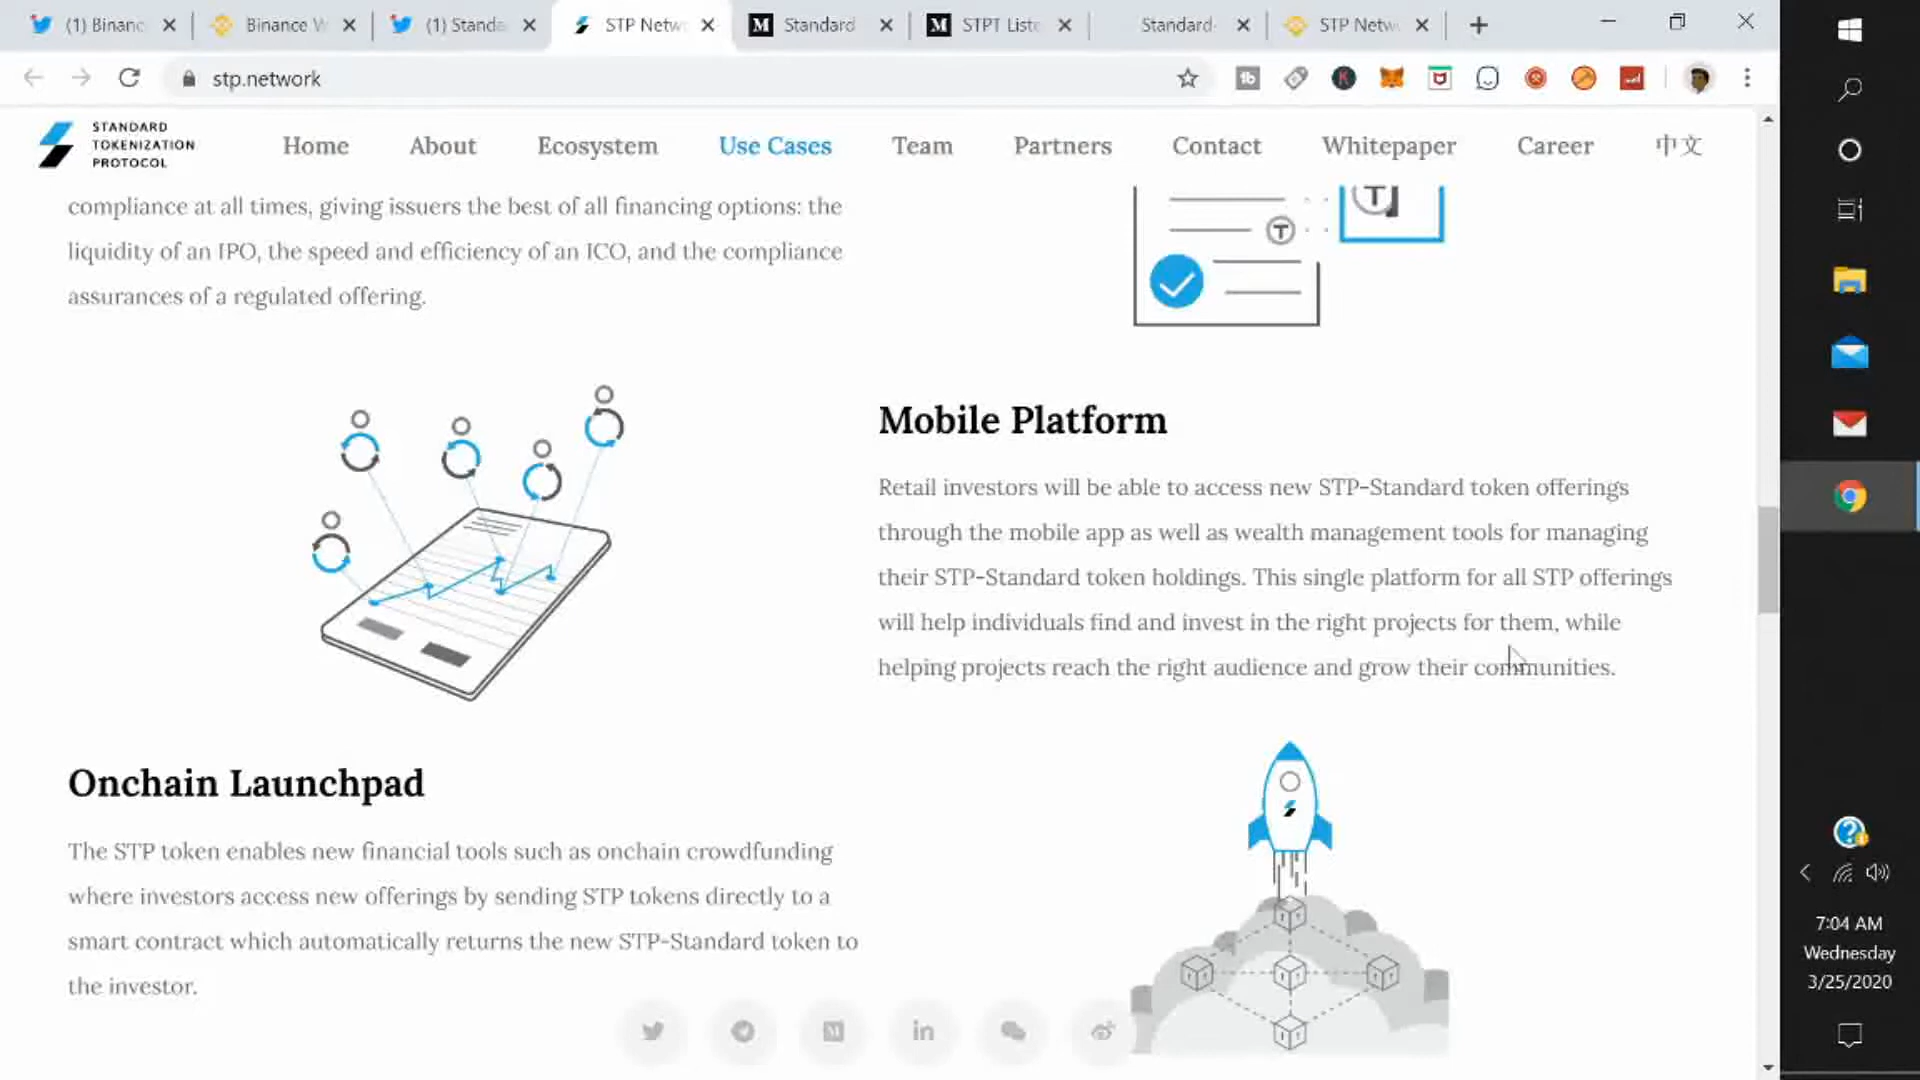 (1) Binanc
Binance W
(1) Standa
STP Netw
Standard
STPT Liste
Standard-
STP Netw
stp.network
STANDARD
TOKENIZATION
PROTOCOL
Home
About
Ecosystem
Use Cases
Team
Partners
Contact
Whitepaper
Career
中文
compliance at all times, giving issuers the best of all financing options: the
liquidity of an IPO, the speed and efficiency of an ICO, and the compliance
assurances of a regulated offering.
Mobile Platform
Retail investors will be able to access new STP-Standard token offerings
through the mobile app as well as wealth management tools for managing
their STP-Standard token holdings. This single platform for all STP offerings
will help individuals find and invest in the right projects for them, while
helping projects reach the right audience and grow their communities.
Onchain Launchpad
The STP token enables new financial tools such as onchain crowdfunding
where investors access new offerings by sending STP tokens directly to a
smart contract which automatically returns the new STP-Standard token to
the investor.
7:04 AM
Wednesday
3/25/2020